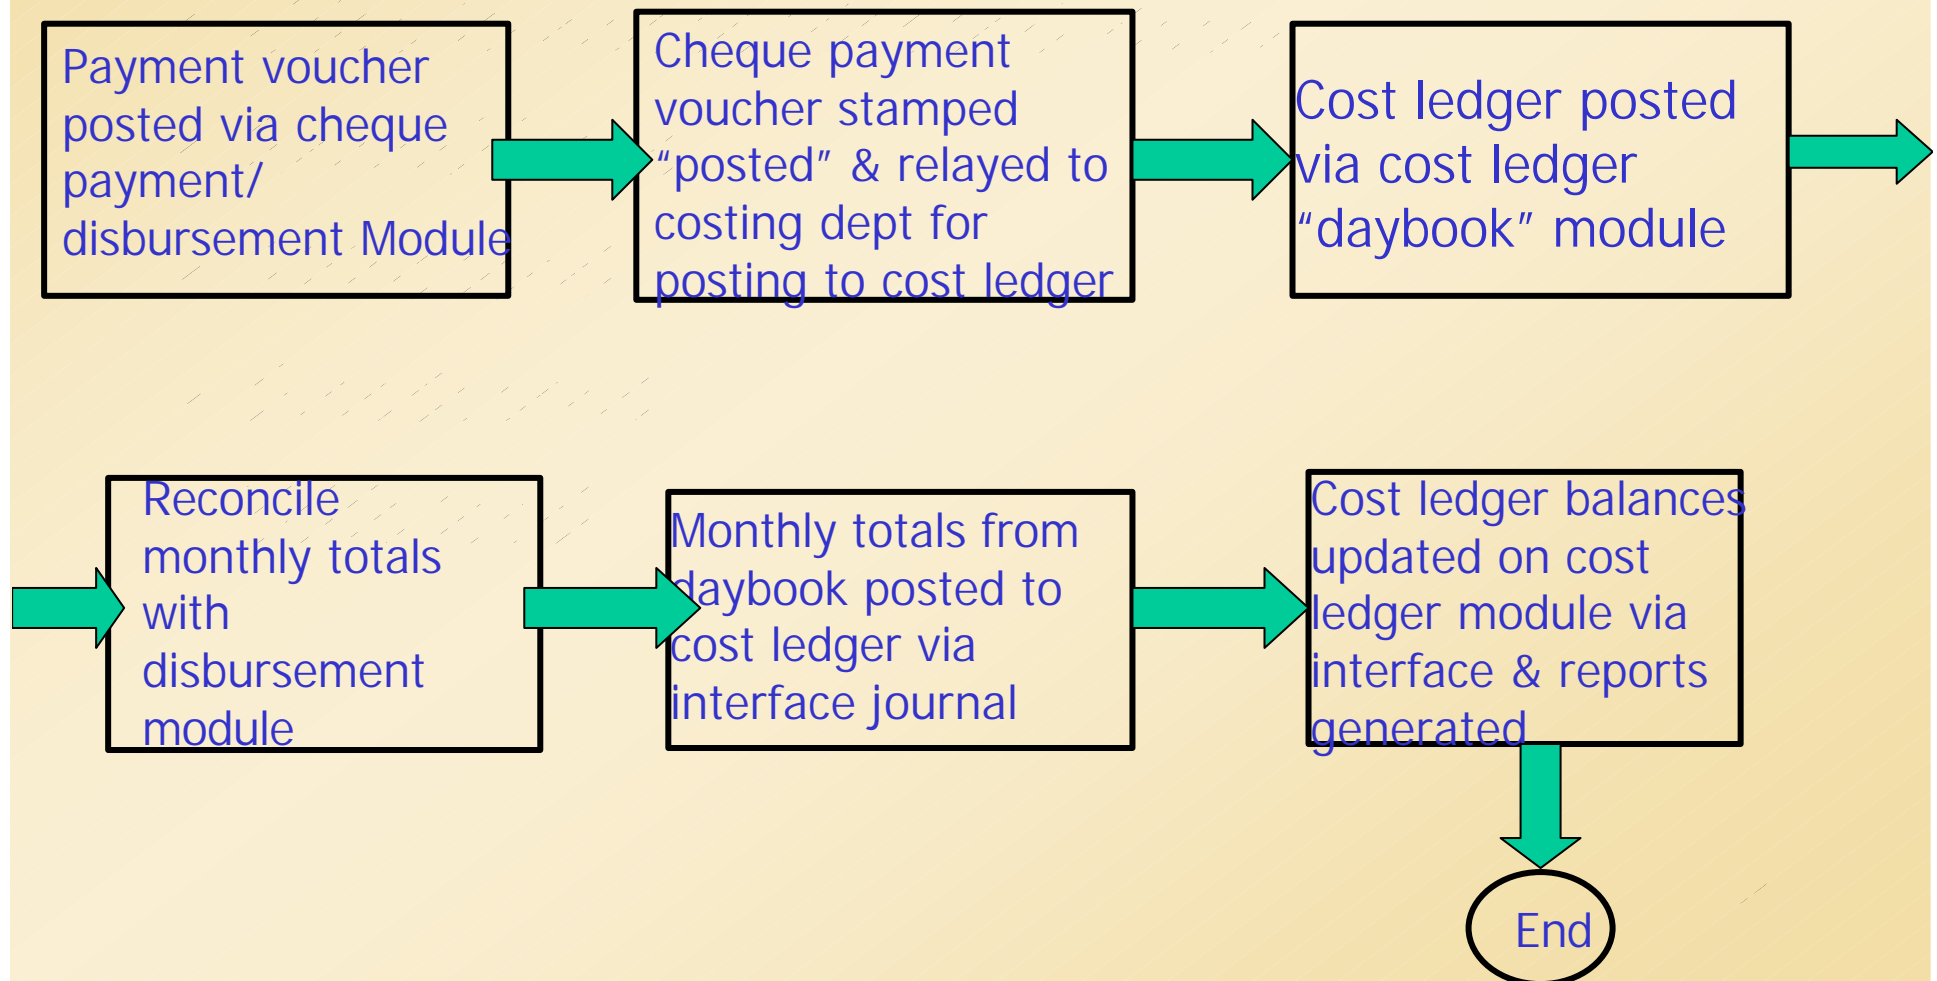 Payment voucher
posted via cheque
payment/
disbursement Module
Cheque payment
voucher stamped
“posted” & relayed to
costing dept for
posting to cost ledger
Cost ledger posted
via cost ledger
“daybook” module
Reconcile
monthly totals
with
disbursement
module
Monthly totals from
daybook posted to
cost ledger via
interface journal
Cost ledger balances
updated on cost
ledger module via
interface & reports
generated
End